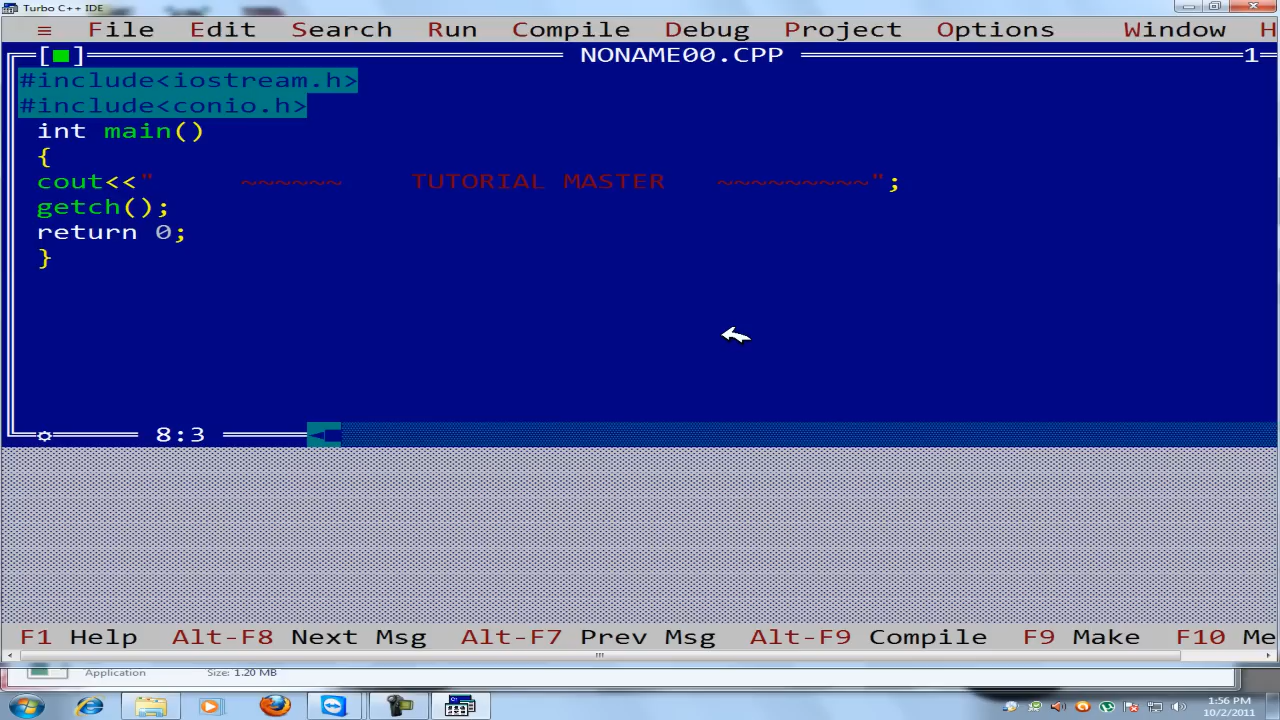 Turbo C++ IDE
≡ File Edit Search Run Compile Debug Project Options Window H
[■] NONAME00.CPP 1
#include<iostream.h>
#include<conio.h>
int main()
{
cout<<"      ~~~~~~    TUTORIAL MASTER   ~~~~~~~~~";
getch();
return 0;
}
8:3
F1 Help Alt-F8 Next Msg Alt-F7 Prev Msg Alt-F9 Compile F9 Make F10 Me
Application Size: 1.20 MB
1:56 PM
10/2/2011